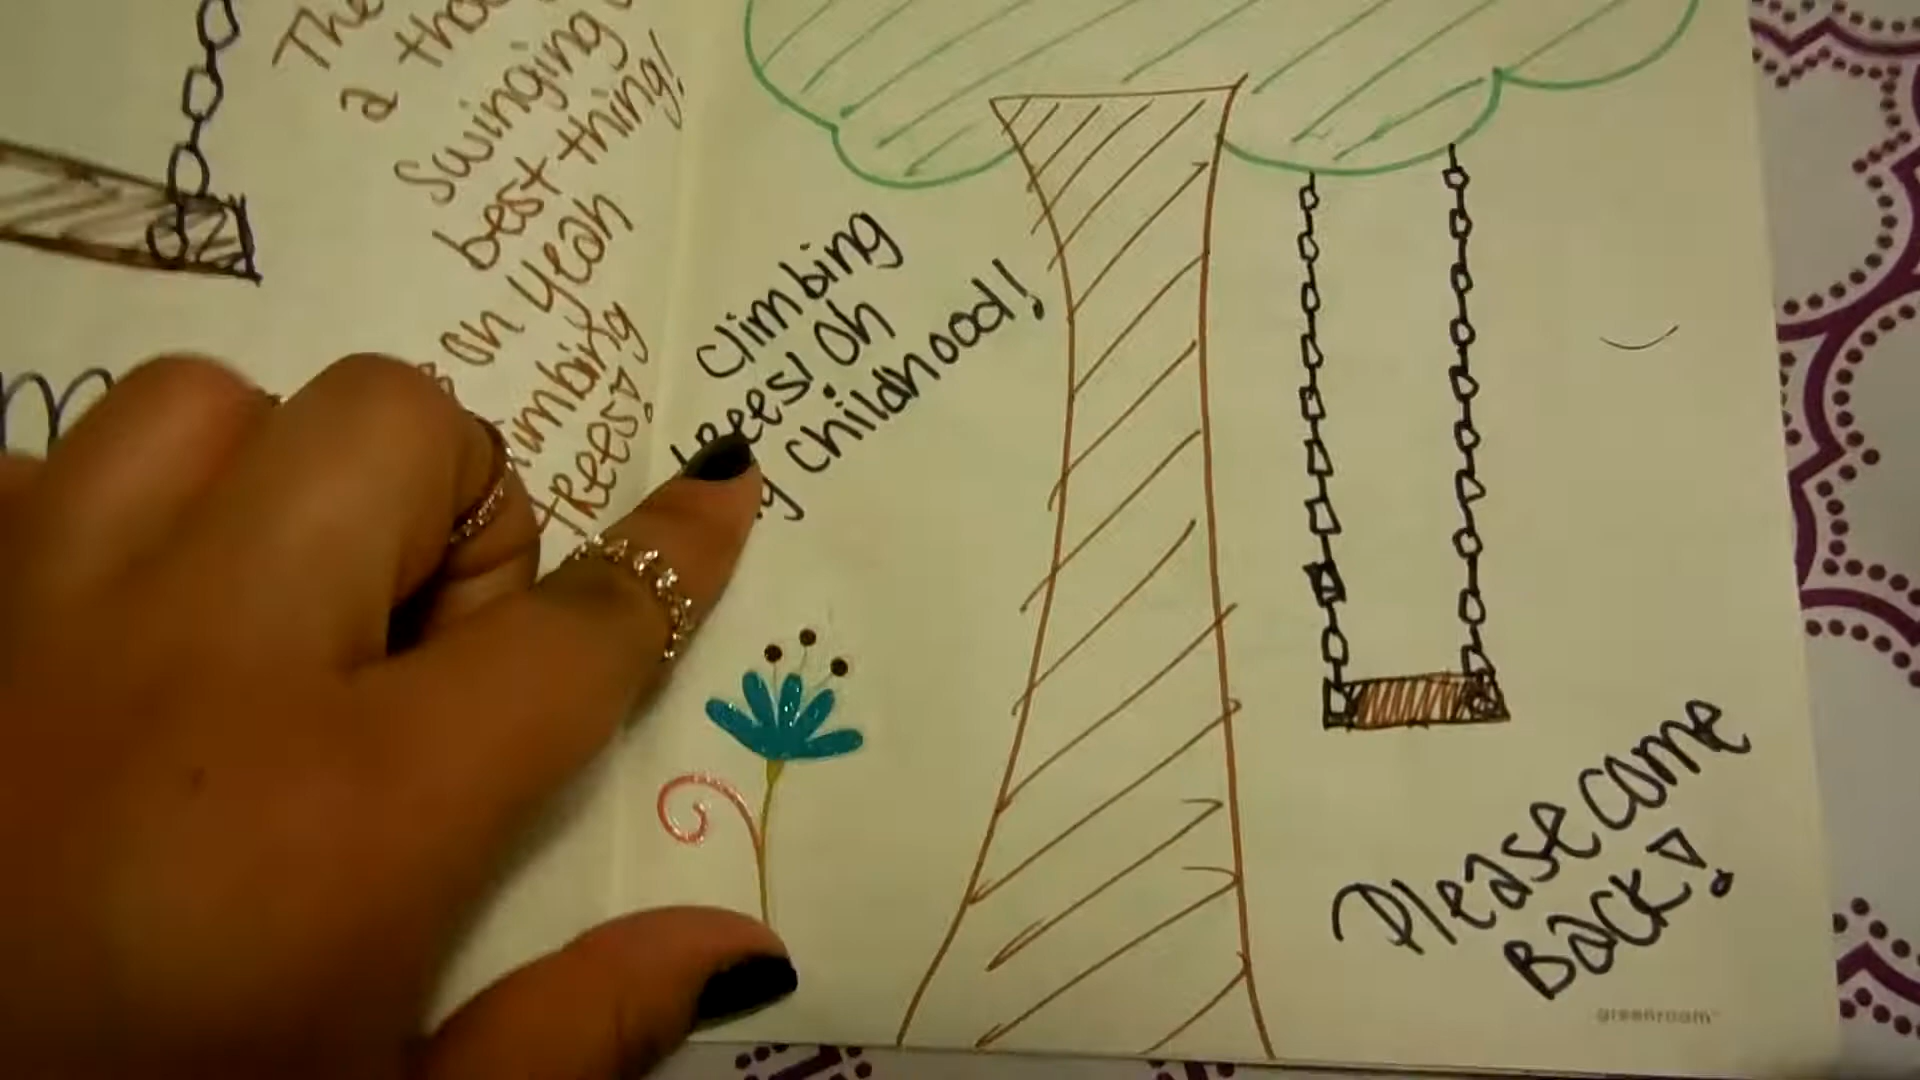 The
a
Swinging
best thing!
oh yeah
climbing
trees!
Climbing
trees! Oh
childhood!
Please come
Back!
greenroom